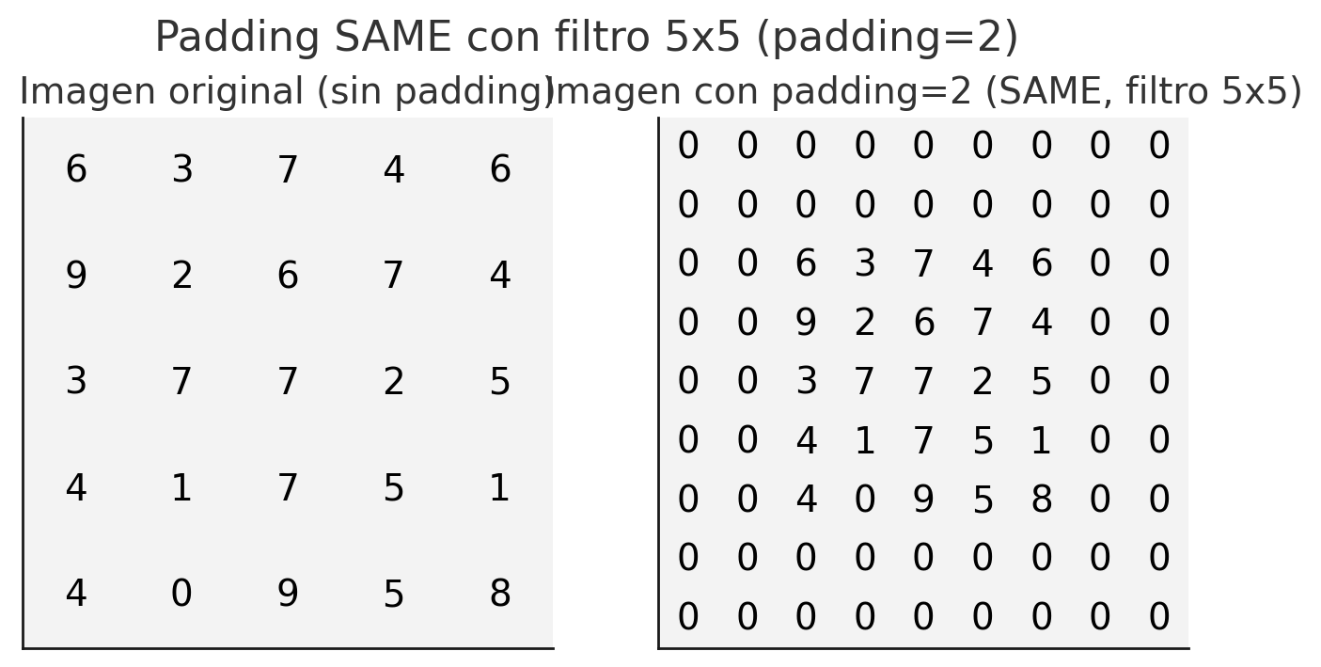 Padding SAME con filtro 5x5 (padding=2)
Imagen original (sin padding)
6 3 7 4 6
9 2 6 7 4
3 7 7 2 5
4 1 7 5 1
4 0 9 5 8
Imagen con padding=2 (SAME, filtro 5x5)
0 0 0 0 0 0 0 0 0
0 0 0 0 0 0 0 0 0
0 0 6 3 7 4 6 0 0
0 0 9 2 6 7 4 0 0
0 0 3 7 7 2 5 0 0
0 0 4 1 7 5 1 0 0
0 0 4 0 9 5 8 0 0
0 0 0 0 0 0 0 0 0
0 0 0 0 0 0 0 0 0